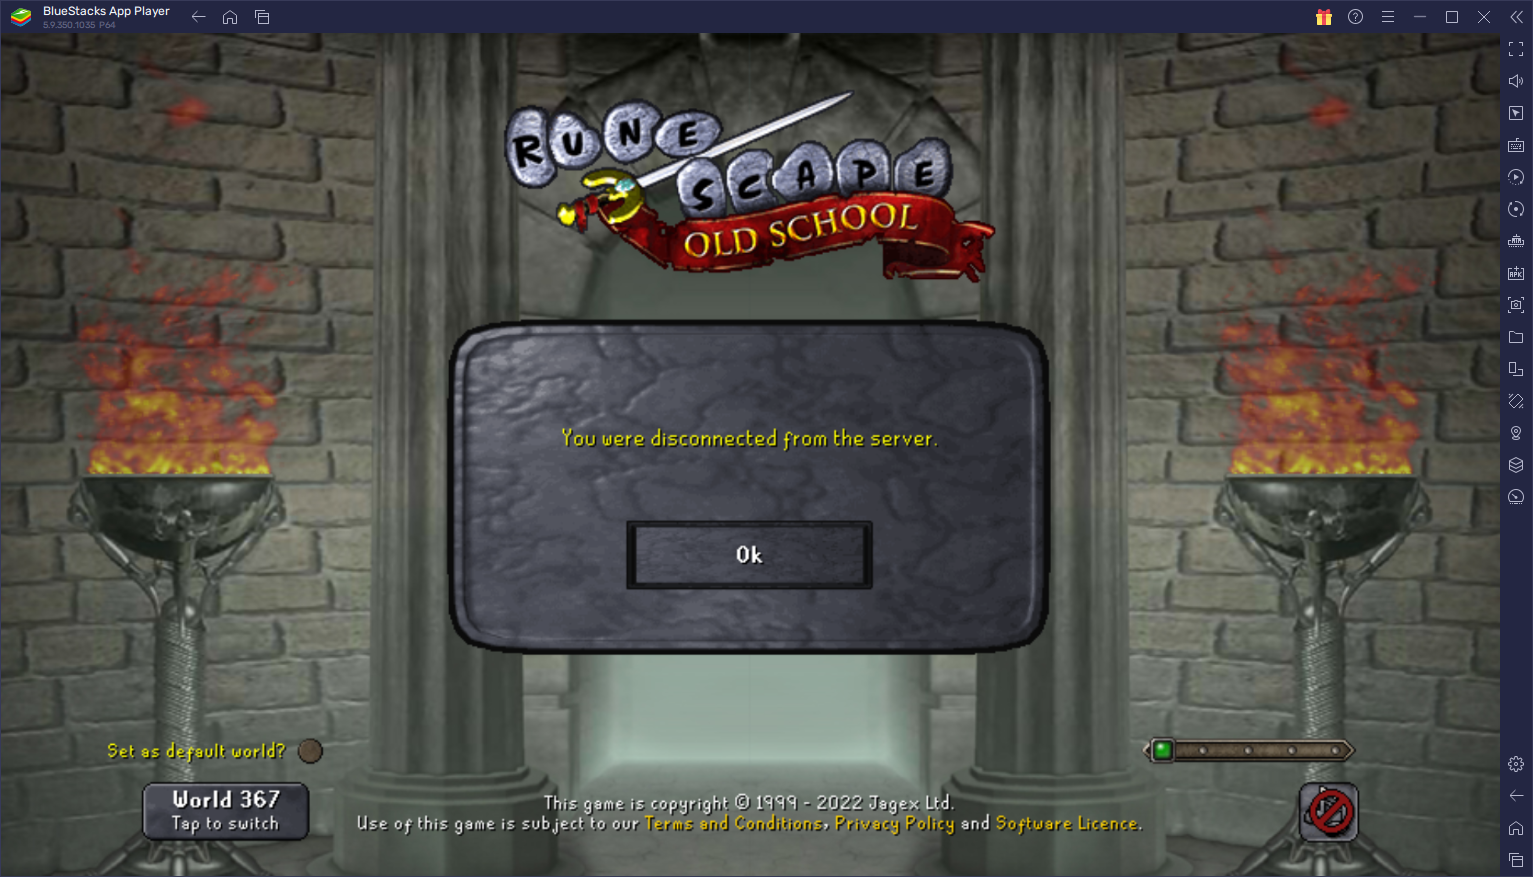 BlueStacks App Player
5.9.350.1035 P64
RUNE
SCAPE
OLD SCHOOL
You were disconnected from the server.
Ok
Set as default world?
World 367
Tap to switch
This game is copyright © 1999 - 2022 Jagex Ltd.
Use of this game is subject to our Terms and Conditions, Privacy Policy and Software Licence.
APK